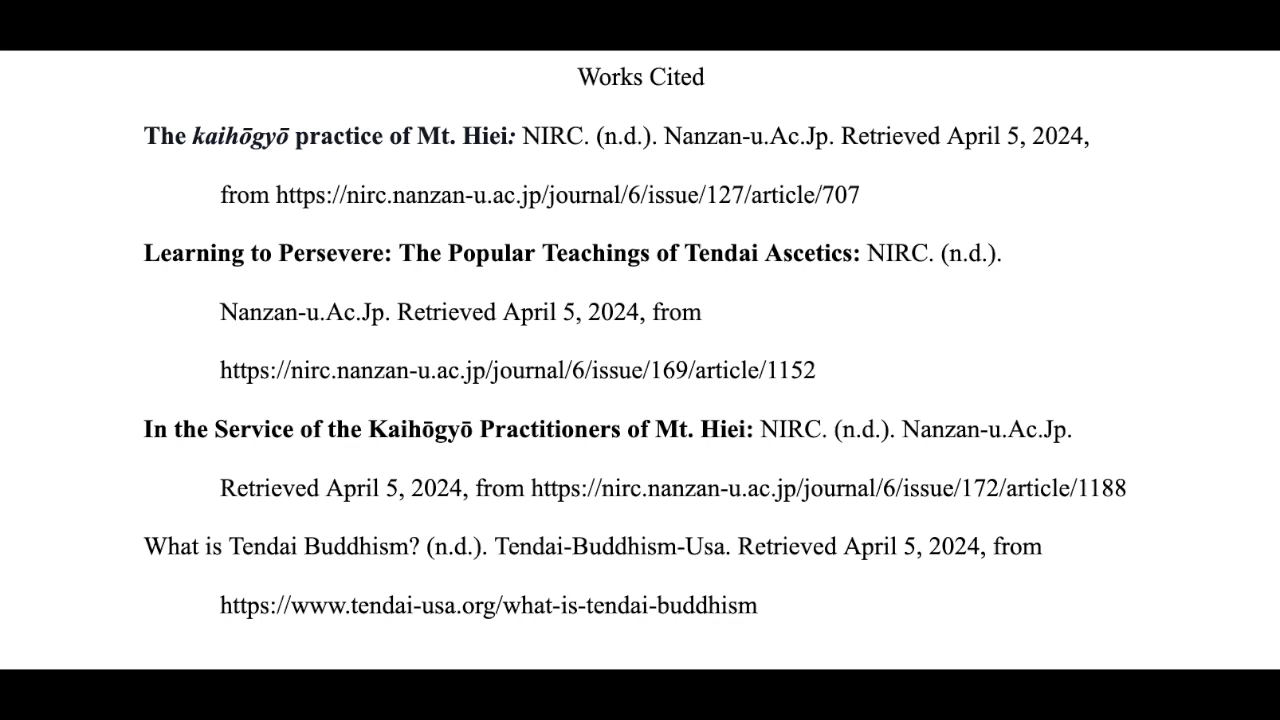 Works Cited
The kaihōgyō practice of Mt. Hiei: NIRC. (n.d.). Nanzan-u.Ac.Jp. Retrieved April 5, 2024,
from https://nirc.nanzan-u.ac.jp/journal/6/issue/127/article/707
Learning to Persevere: The Popular Teachings of Tendai Ascetics: NIRC. (n.d.).
Nanzan-u.Ac.Jp. Retrieved April 5, 2024, from
https://nirc.nanzan-u.ac.jp/journal/6/issue/169/article/1152
In the Service of the Kaihōgyō Practitioners of Mt. Hiei: NIRC. (n.d.). Nanzan-u.Ac.Jp.
Retrieved April 5, 2024, from https://nirc.nanzan-u.ac.jp/journal/6/issue/172/article/1188
What is Tendai Buddhism? (n.d.). Tendai-Buddhism-Usa. Retrieved April 5, 2024, from
https://www.tendai-usa.org/what-is-tendai-buddhism